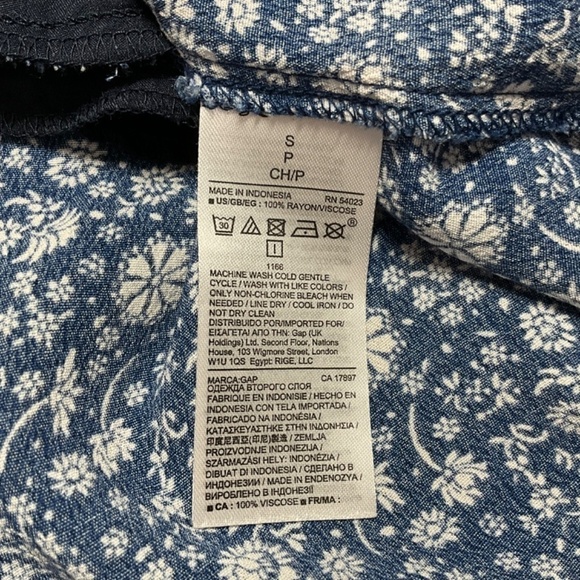 S
P
CH/P
MADE IN INDONESIA RN 54023
■ US/GB/EG : 100% RAYON/VISCOSE
30
®
I
1166
MACHINE WASH COLD GENTLE
CYCLE / WASH WITH LIKE COLORS /
ONLY NON-CHLORINE BLEACH WHEN
NEEDED / LINE DRY / COOL IRON / DO
NOT DRY CLEAN
DISTRIBUIDO POR/IMPORTED FOR/
ΕΙΣΑΓΕΤΑΙ ΑΠΟ ΤΗΝ: Gap (UK
Holdings) Ltd. Second Floor, Nations
House, 103 Wigmore Street, London
W1U 1QS Egypt: RIGE, LLC
MARCA:GAP CA 17897
ОДЕЖДА ВТОРОГО СЛОЯ
FABRIQUÉ EN INDONÉSIE / HECHO EN
INDONESIA CON TELA IMPORTADA /
FABRICADO NA INDONÉSIA /
ΚΑΤΑΣΚΕΥΑΣΤΗΚΕ ΣΤΗΝ ΙΝΔΟΝΗΣΙΑ /
印度尼西亚(印尼)製造 / ZEMLJA
PROIZVODNJE INDONEZIJA /
SZÁRMAZÁSI HELY: INDONÉZIA /
DIBUAT DI INDONESIA / СДЕЛАНО В
ИНДОНЕЗИИ / MADE IN ENDONEZYA /
ВИРОБЛЕНО В ІНДОНЕЗІЇ
■ CA : 100% VISCOSE ■ FR/MA :